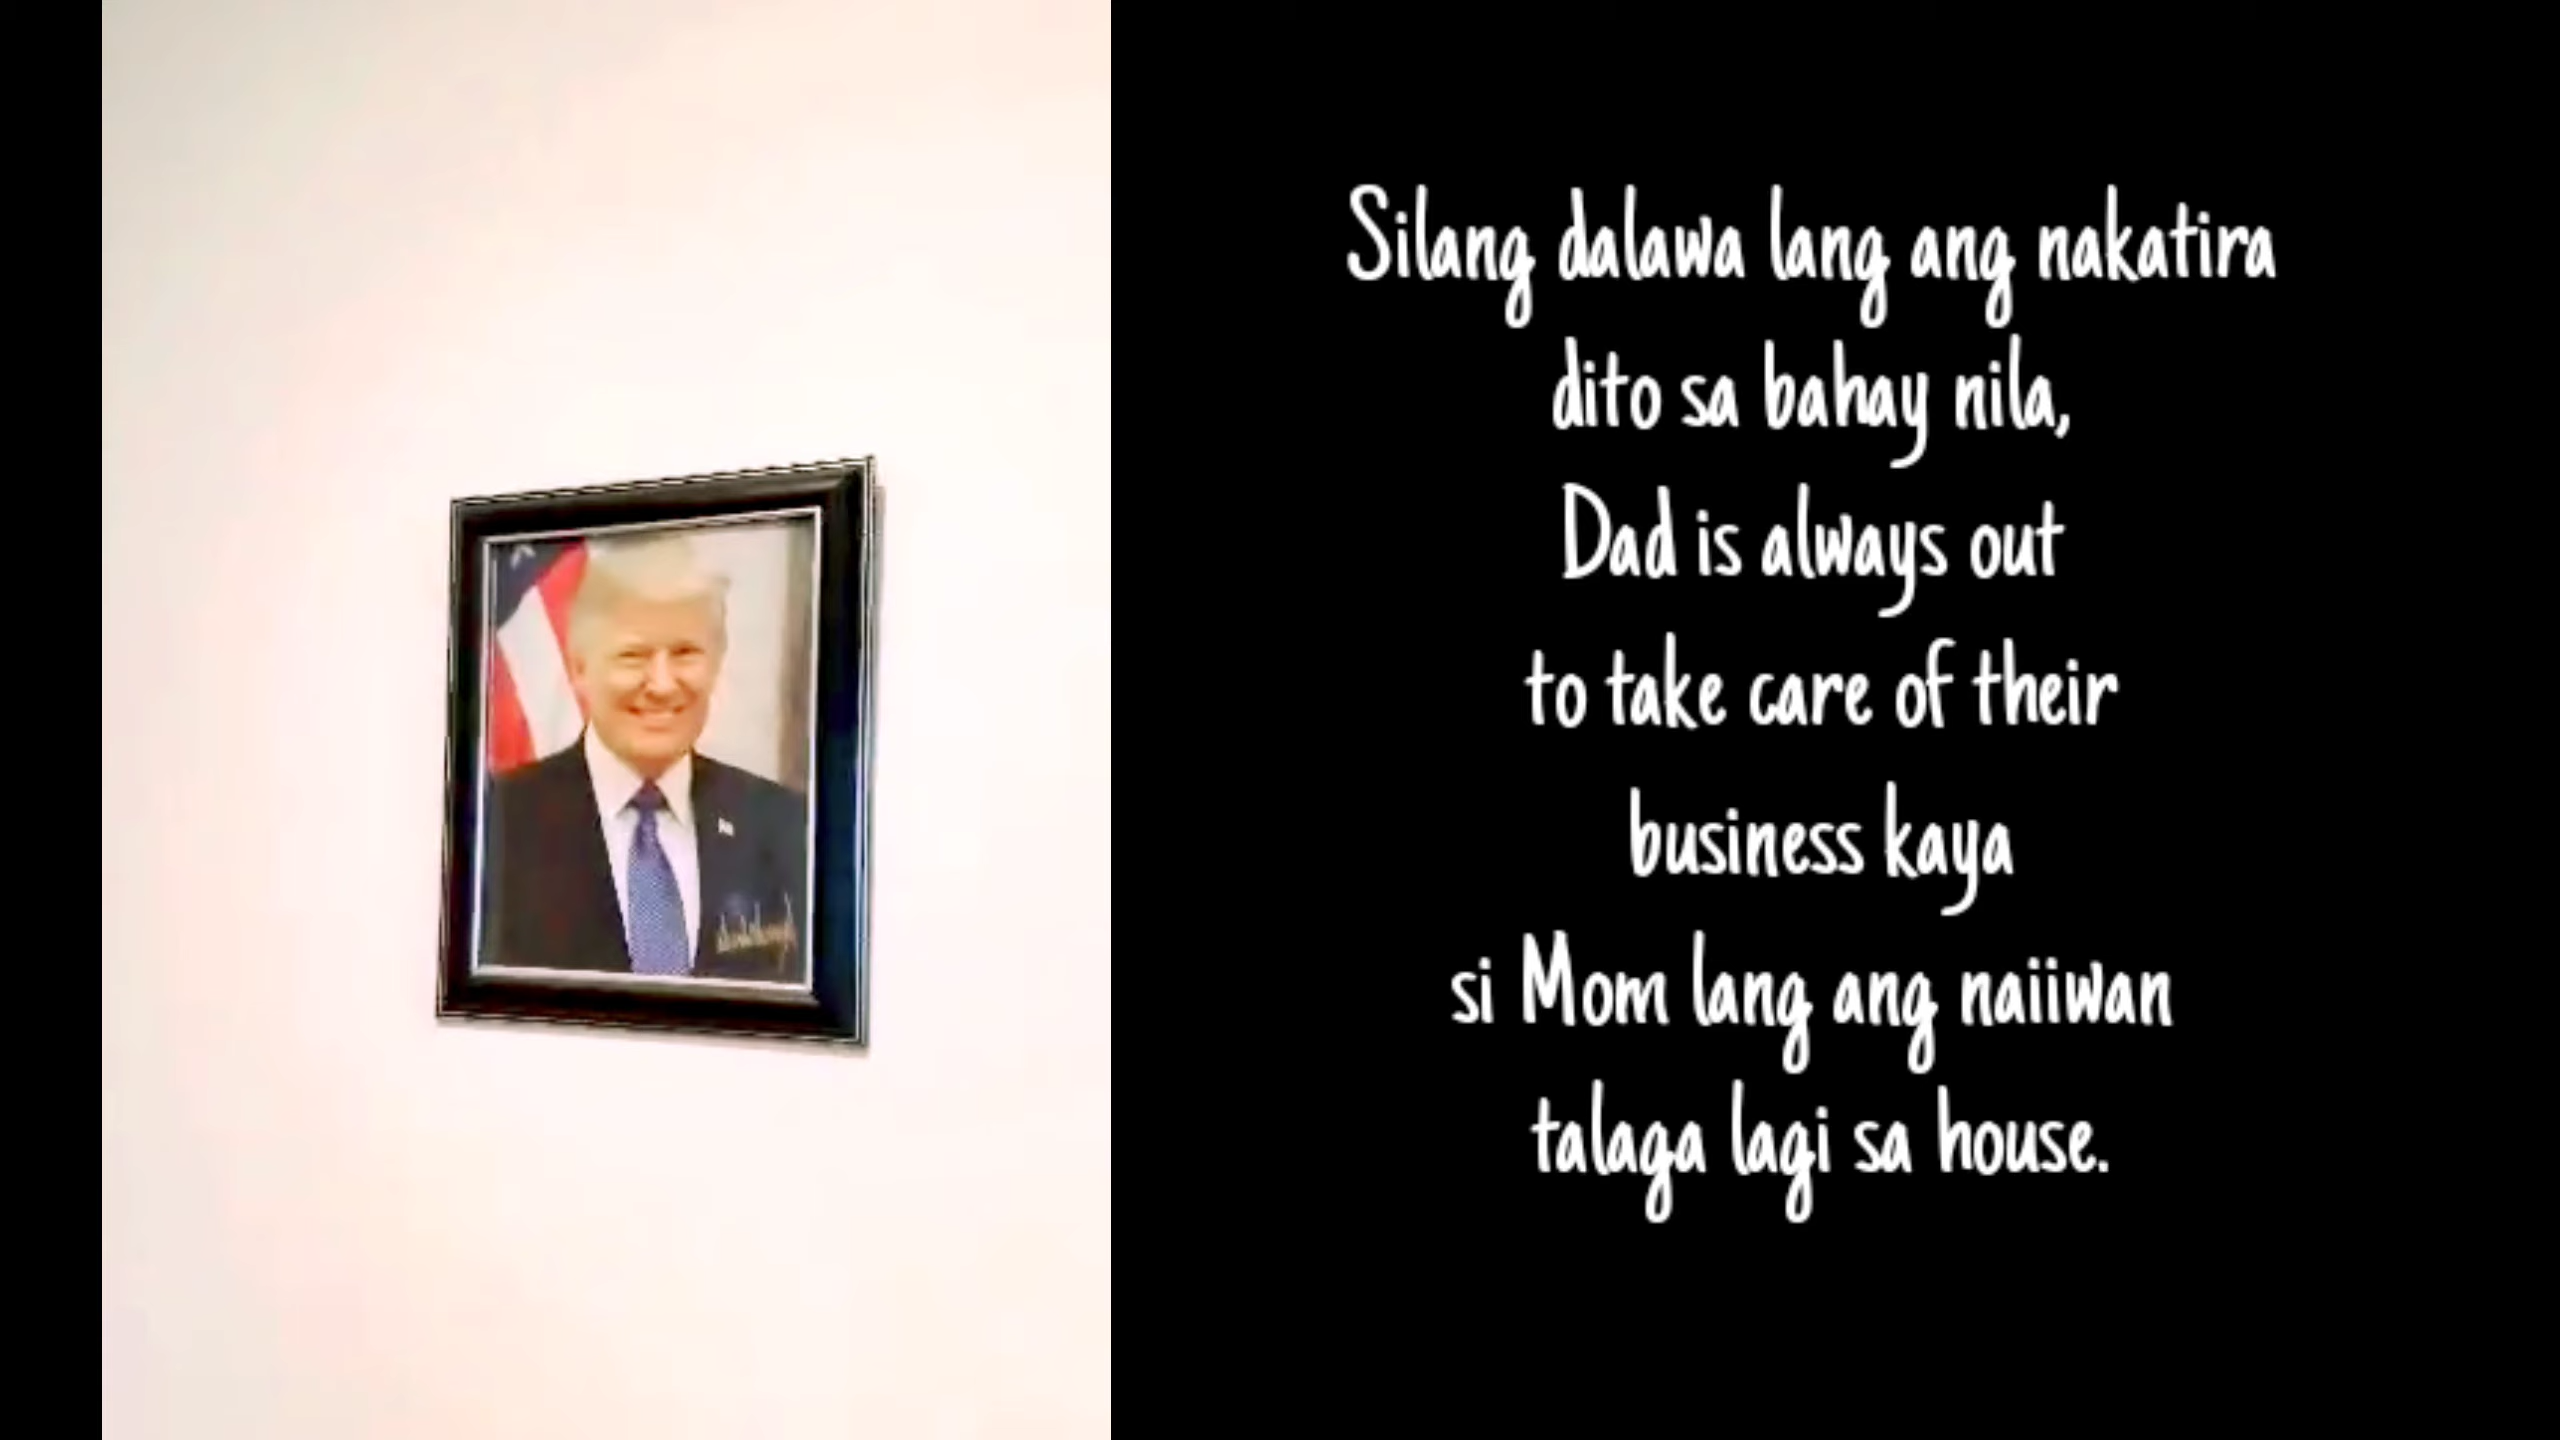 Silang dalawa lang ang nakatira
dito sa bahay nila,
Dad is always out
to take care of their
business kaya
si Mom lang ang naiiwan
talaga lagi sa house.